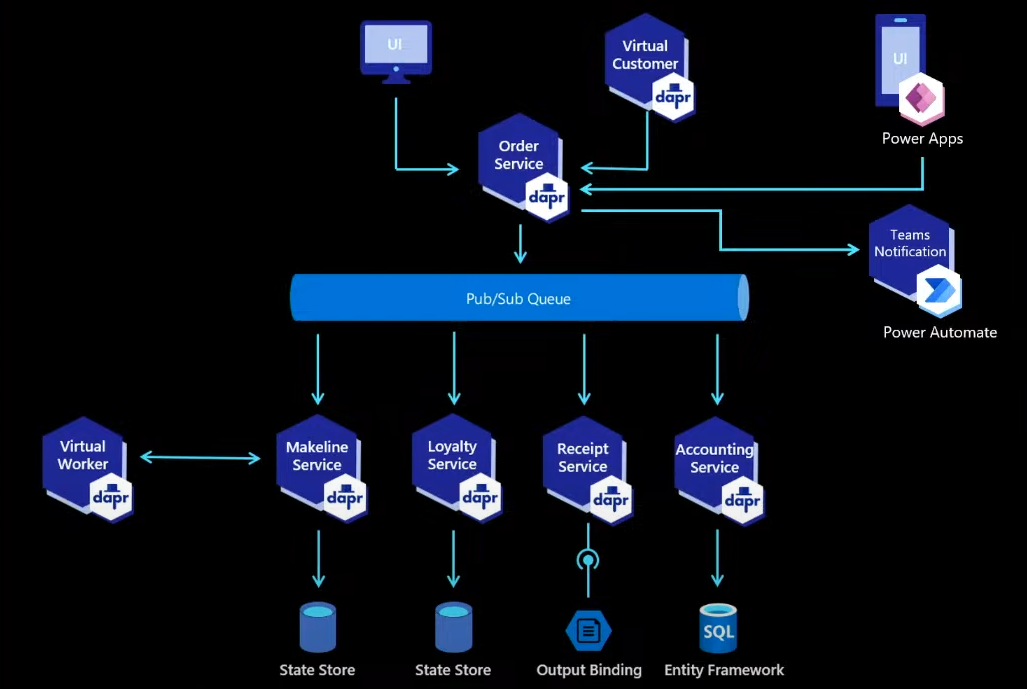 UI
Virtual
Customer
dapr
UI
Power Apps
Order
Service
dapr
Teams
Notification
Power Automate
Pub/Sub Queue
Virtual
Worker
dapr
Makeline
Service
dapr
Loyalty
Service
dapr
Receipt
Service
dapr
Accounting
Service
dapr
State Store
State Store
Output Binding
SQL
Entity Framework